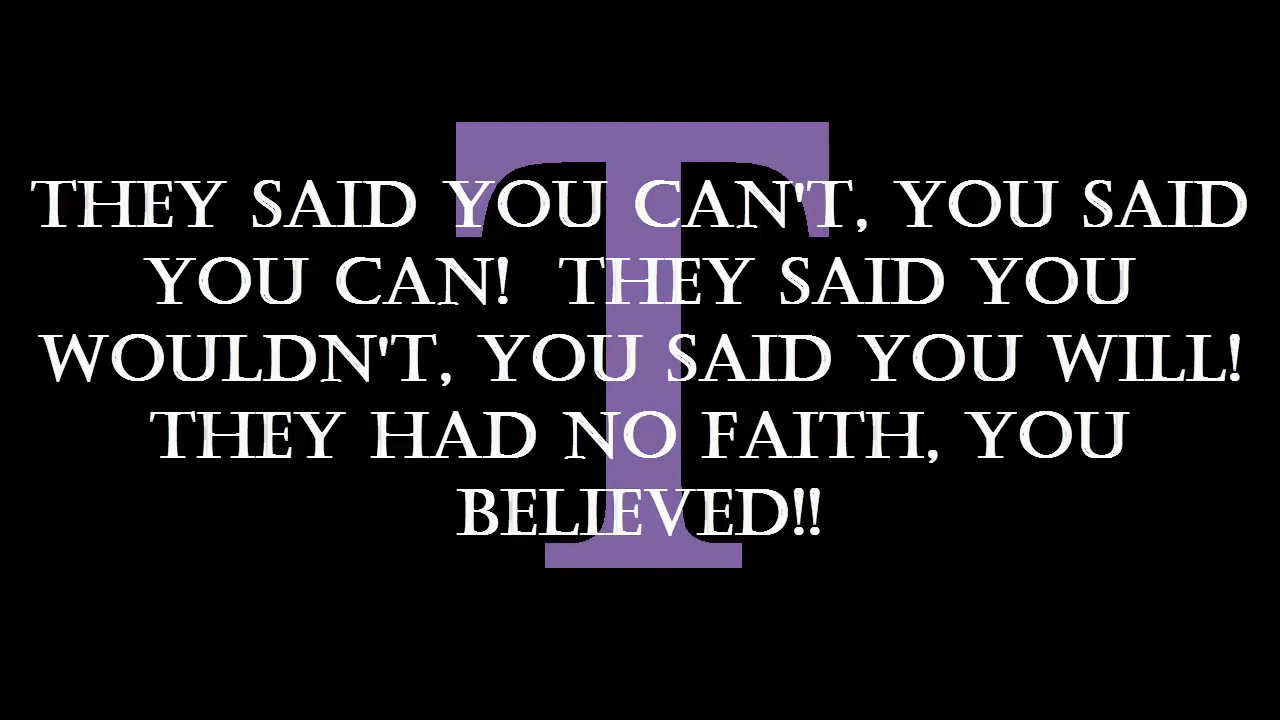 THEY SAID YOU CAN'T, YOU SAID
YOU CAN!  THEY SAID YOU
WOULDN'T, YOU SAID YOU WILL!
THEY HAD NO FAITH, YOU
BELIEVED!!
T